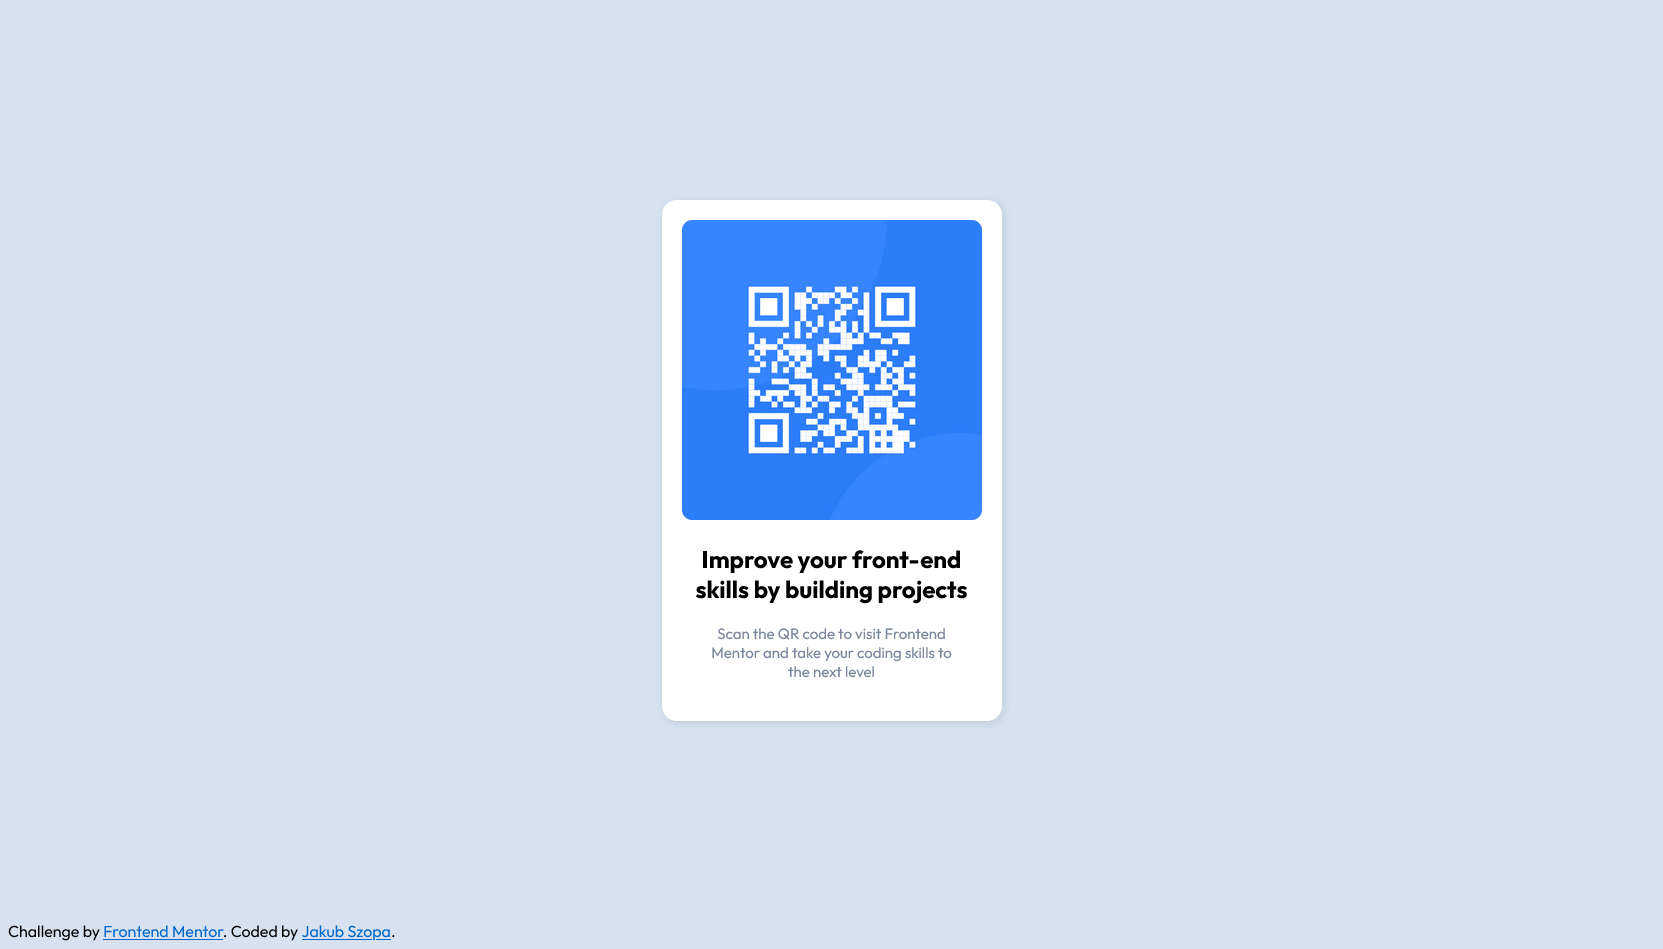 Improve your front-end
skills by building projects
Scan the QR code to visit Frontend
Mentor and take your coding skills to
the next level
Challenge by Frontend Mentor. Coded by Jakub Szopa.